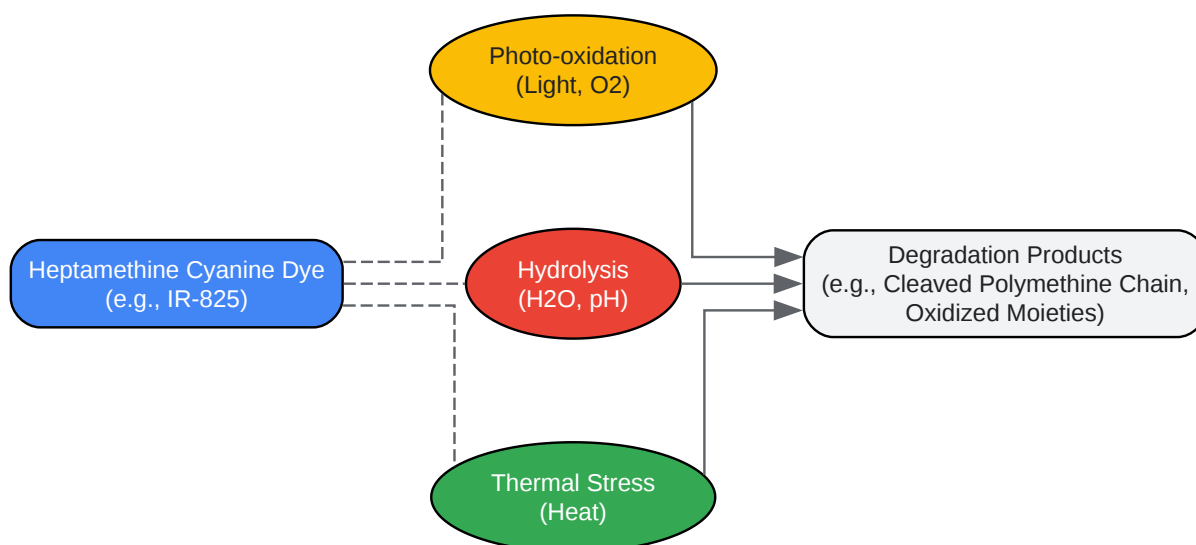 Photo-oxidation
(Light, O2)
Heptamethine Cyanine Dye
(e.g., IR-825)
Hydrolysis
(H2O, pH)
Degradation Products
(e.g., Cleaved Polymethine Chain,
Oxidized Moieties)
Thermal Stress
(Heat)